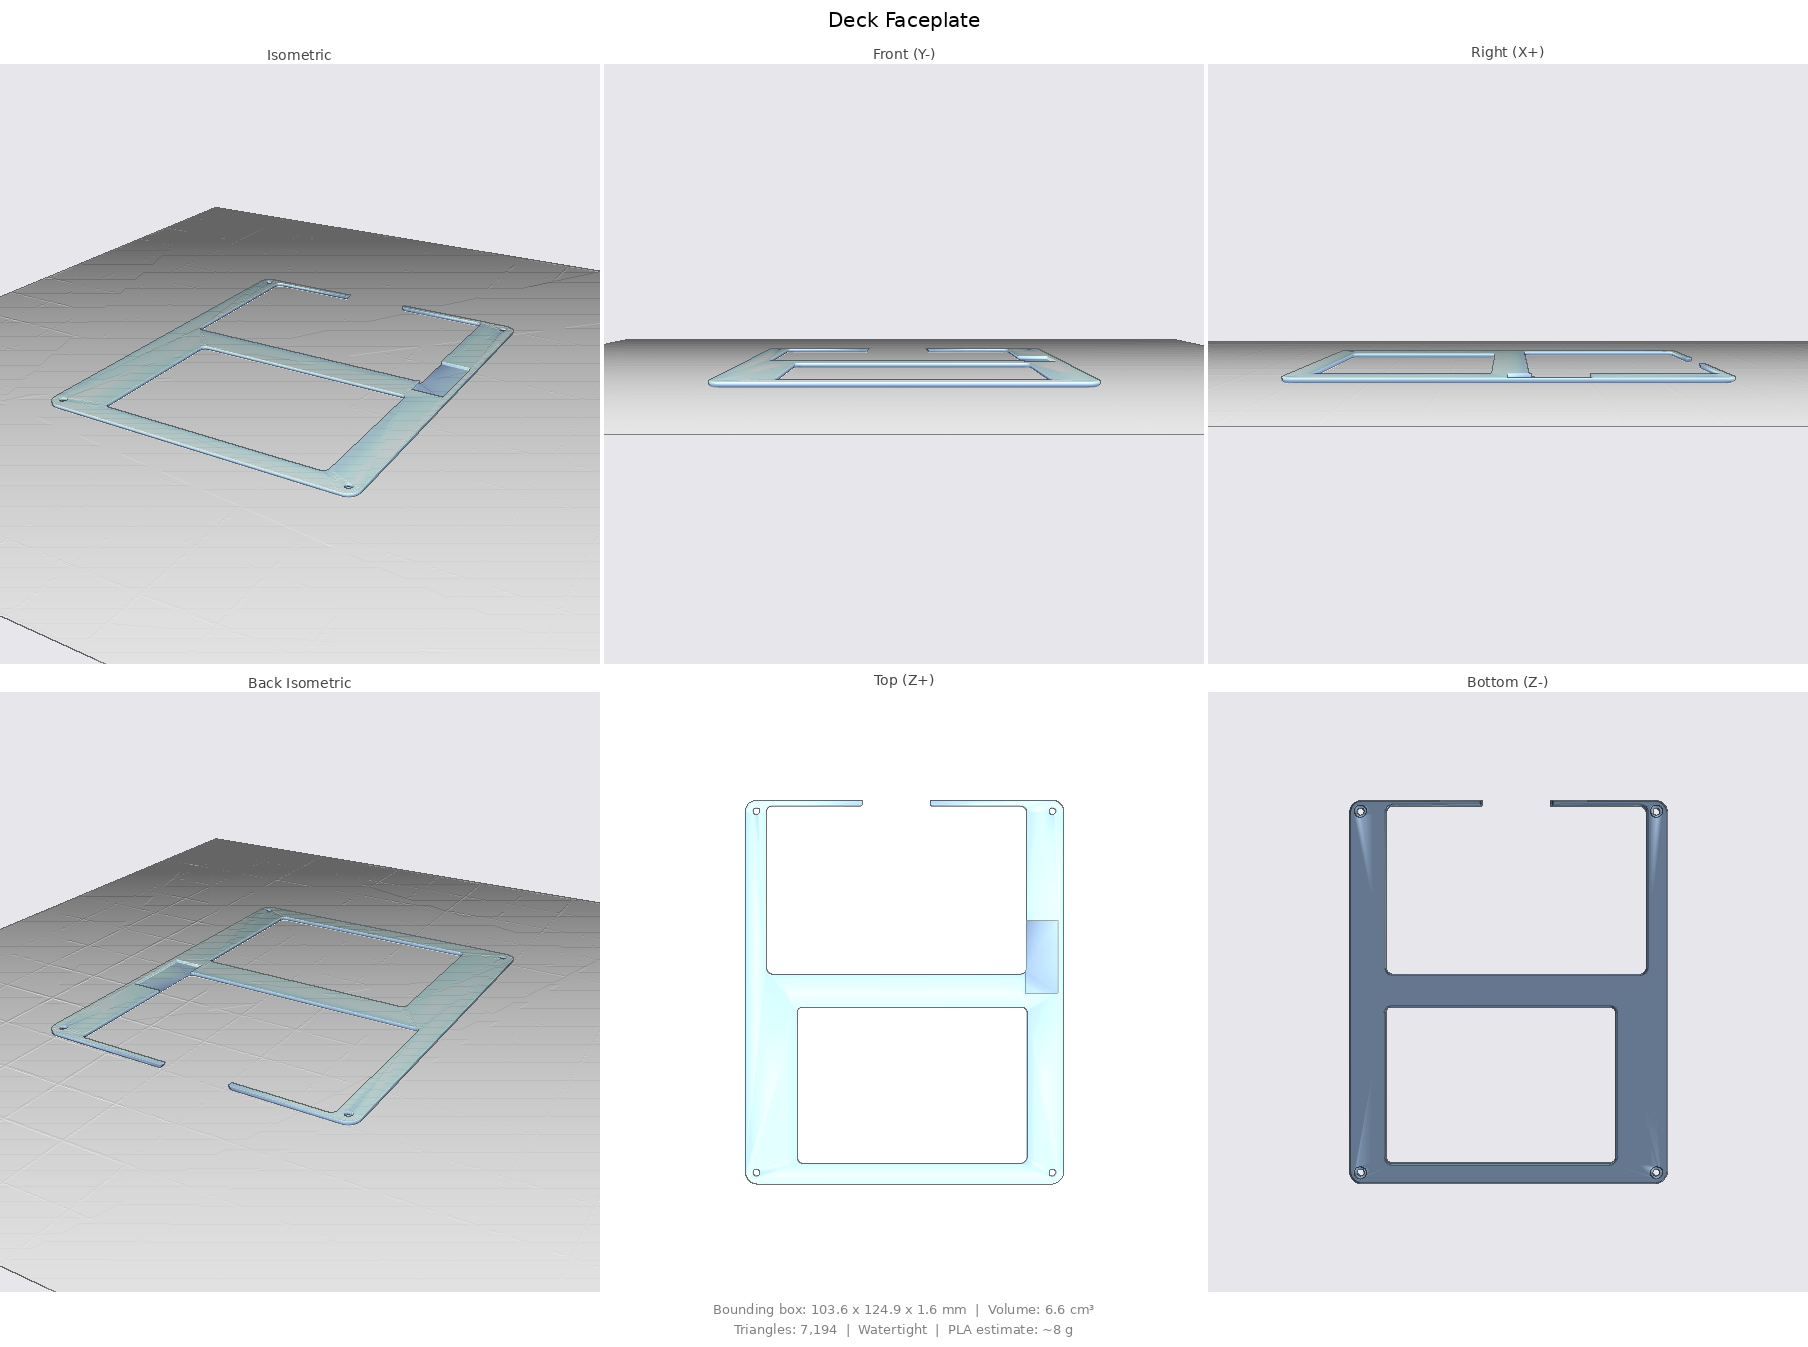 Deck Faceplate
Isometric
Front (Y-)
Right (X+)
Back Isometric
Top (Z+)
Bottom (Z-)
Bounding box: 103.6 x 124.9 x 1.6 mm | Volume: 6.6 cm³
Triangles: 7,194 | Watertight | PLA estimate: ~8 g